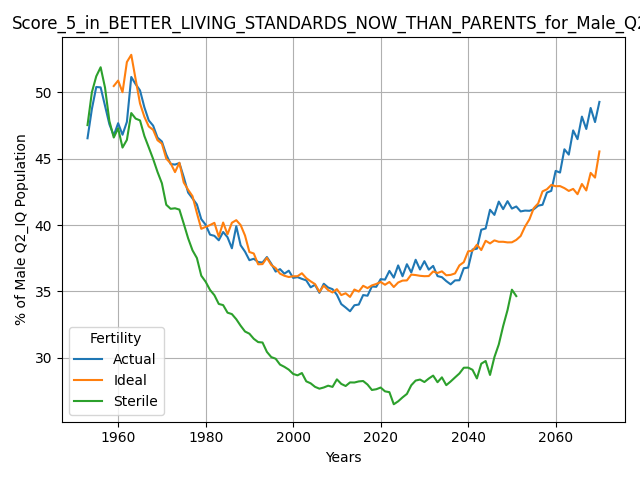 Score_5_in_BETTER_LIVING_STANDARDS_NOW_THAN_PARENTS_for_Male_Q2
% of Male Q2_IQ Population
50
45
40
35
30
Fertility
Actual
Ideal
Sterile
1960
1980
2000
2020
2040
2060
Years